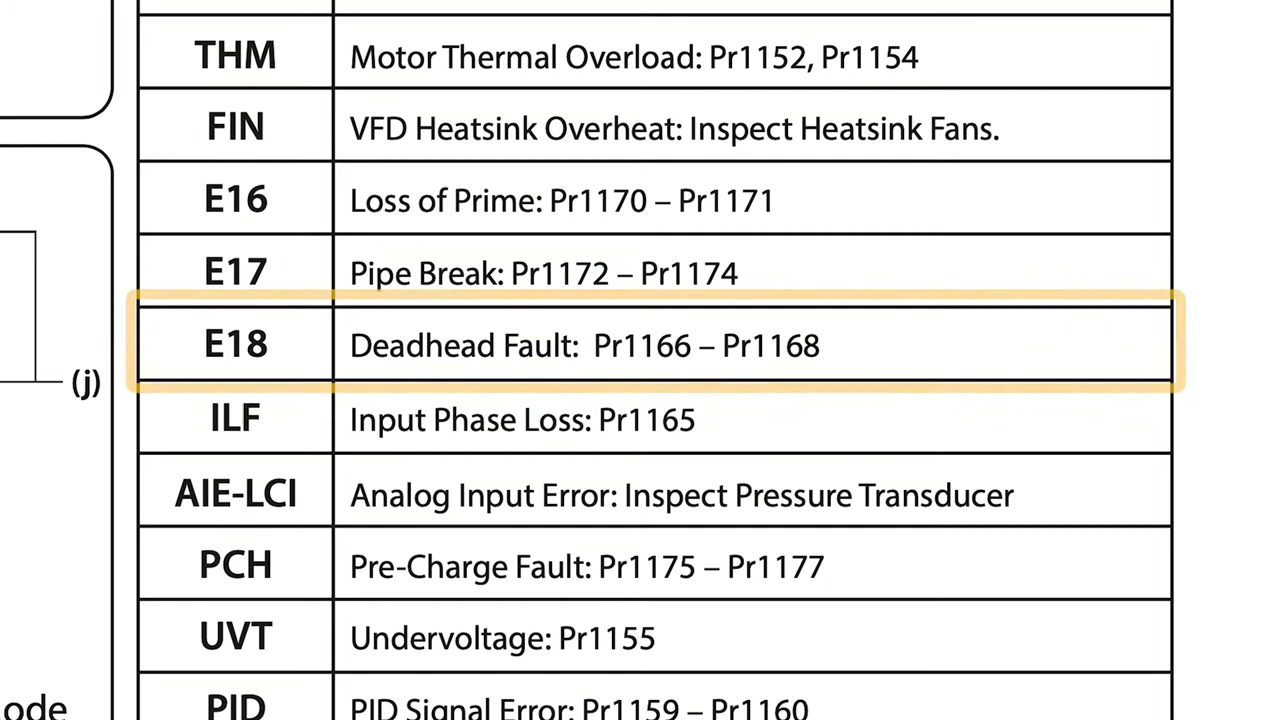 THM Motor Thermal Overload: Pr1152, Pr1154
FIN VFD Heatsink Overheat: Inspect Heatsink Fans.
E16 Loss of Prime: Pr1170 – Pr1171
E17 Pipe Break: Pr1172 – Pr1174
E18 Deadhead Fault: Pr1166 – Pr1168
(j)
ILF Input Phase Loss: Pr1165
AIE-LCI Analog Input Error: Inspect Pressure Transducer
PCH Pre-Charge Fault: Pr1175 – Pr1177
UVT Undervoltage: Pr1155
PID PID Signal Error: Pr1159 – Pr1160